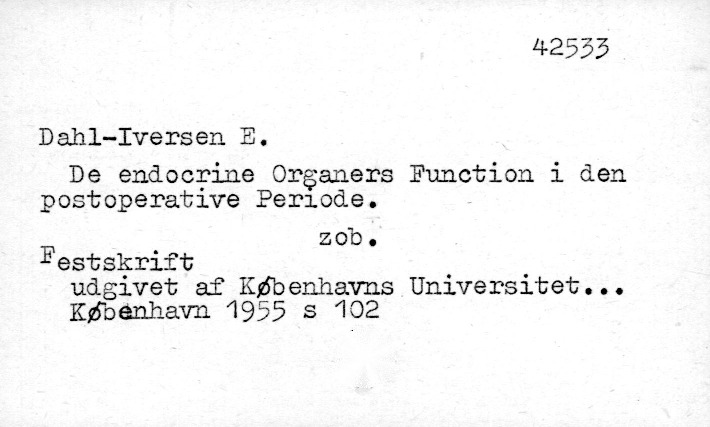 42533
Dahl-Iversen E.
De endocrine Organers Function i den
postoperative Periode.
zob.
Festskrift
udgivet af Københavns Universitet...
København 1955 s 102